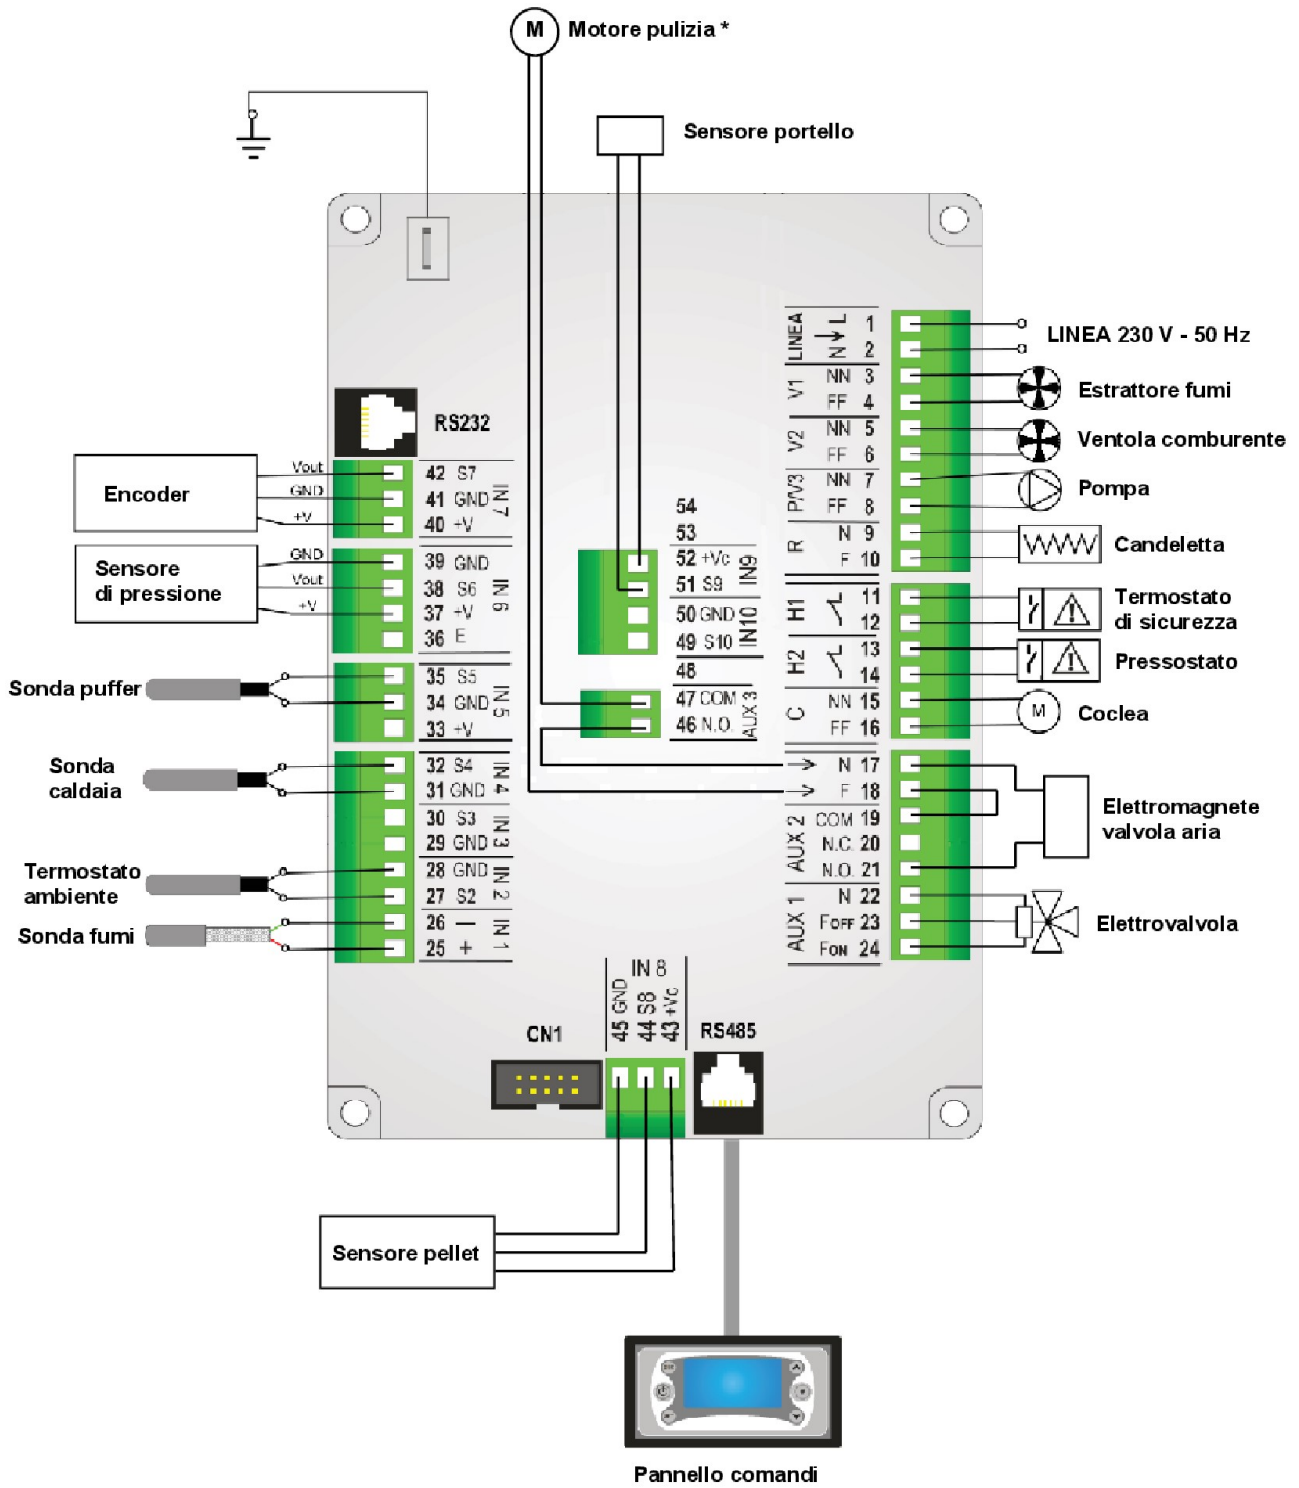 M Motore pulizia *
Sensore portello
LINEA
L 1
N 2
LINEA 230 V - 50 Hz
V1
NN 3
FF 4
Estrattore fumi
V2
NN 5
FF 6
Ventola comburente
P/V3
NN 7
FF 8
Pompa
R
N 9
F 10
Candeletta
H1
11
12
Termostato
di sicurezza
H2
13
14
Pressostato
C
NN 15
FF 16
M
Coclea
N 17
F 18
AUX 2
COM 19
N.C. 20
N.O. 21
Elettromagnete
valvola aria
AUX 1
N 22
FOFF 23
FON 24
Elettrovalvola
RS232
Encoder
Vout
GND
+V
42 S7
41 GND
40 +V
IN 7
Sensore
di pressione
GND
Vout
+V
39 GND
38 S6
37 +V
36 E
IN 6
Sonda puffer
35 S5
34 GND
33 +V
IN 5
Sonda
caldaia
32 S4
31 GND
IN 4
30 S3
29 GND
IN 3
Termostato
ambiente
28 GND
27 S2
IN 2
Sonda fumi
26 —
25 +
IN 1
54
53
52 +Vc
51 S9
IN9
50 GND
49 S10
IN10
48
47 COM
46 N.O.
AUX 3
IN 8
45 GND
44 S8
43 +Vc
CN1
RS485
Sensore pellet
Pannello comandi